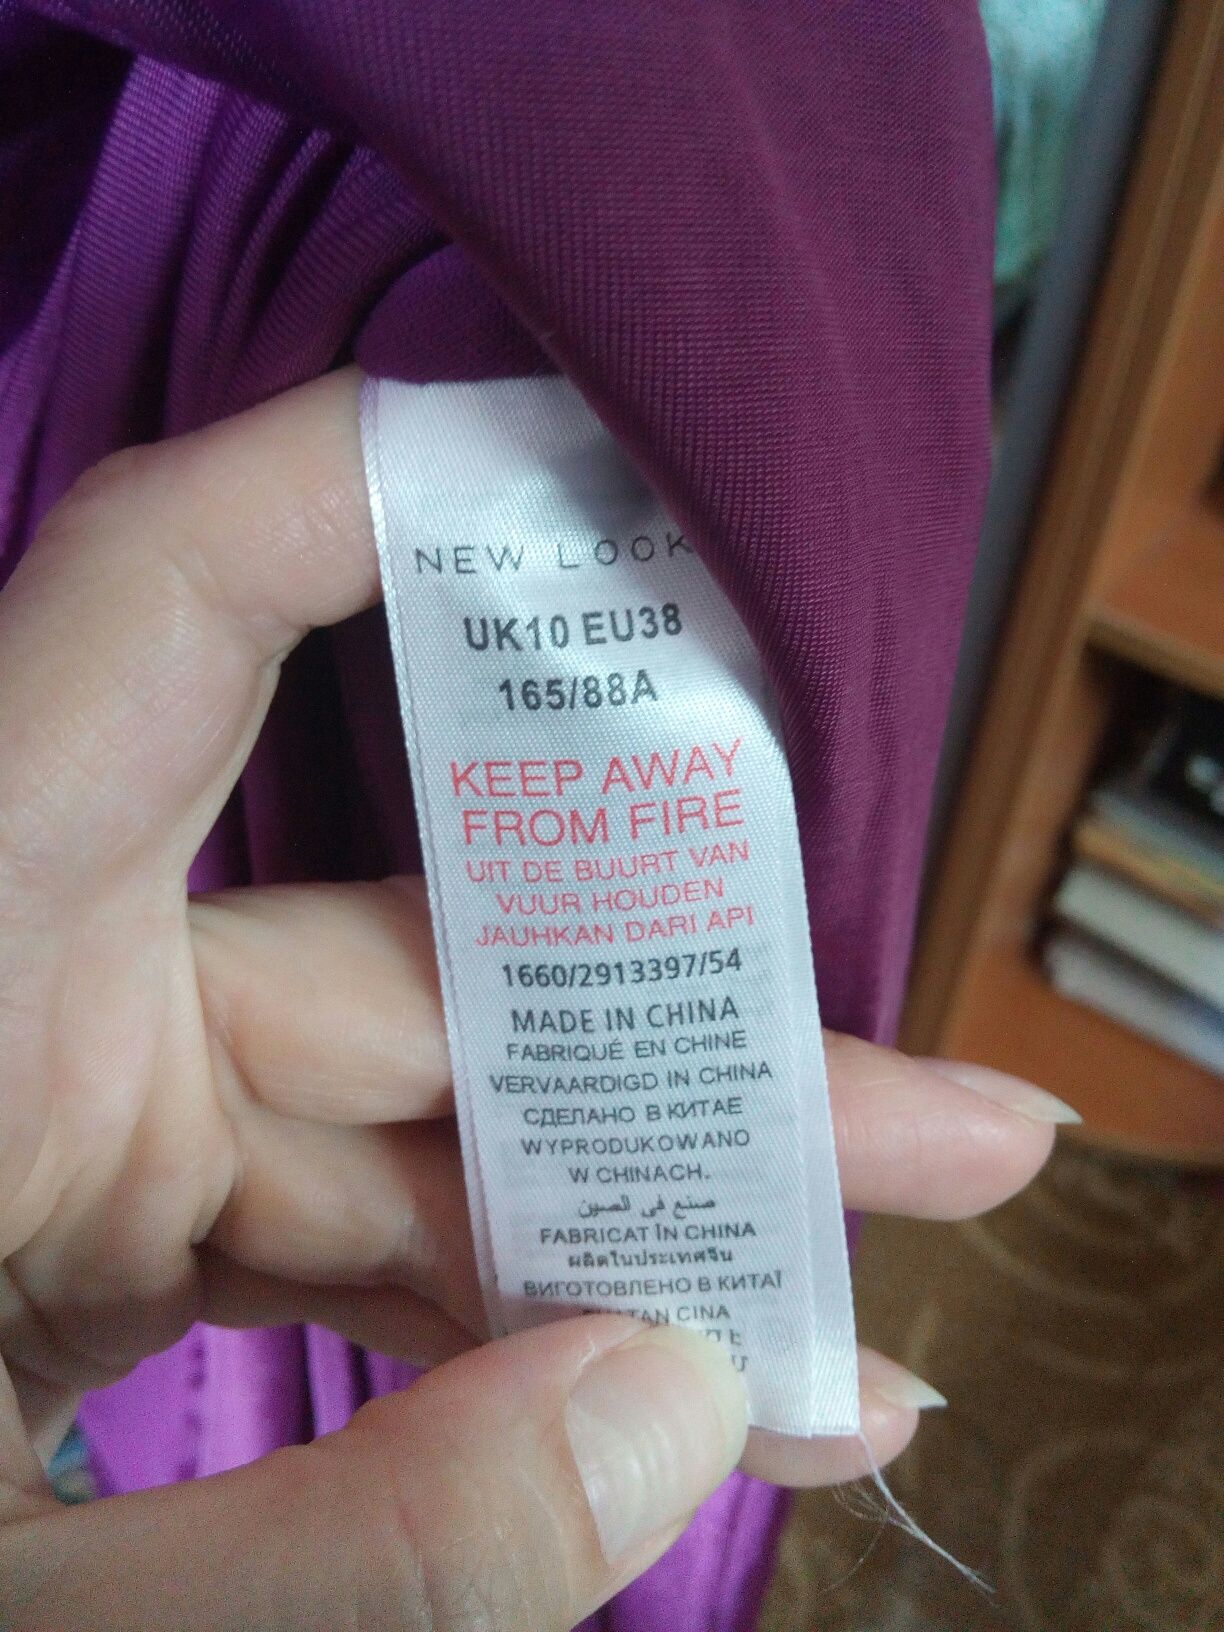 NEW LOOK
UK10 EU38
165/88A
KEEP AWAY
FROM FIRE
UIT DE BUURT VAN
VUUR HOUDEN
JAUHKAN DARI API
1660/2913397/54
MADE IN CHINA
FABRIQUÉ EN CHINE
VERVAARDIGD IN CHINA
СДЕЛАНО В КИТАЕ
WYPRODUKOWANO
W CHINACH.
صنع في الصين
FABRICAT ÎN CHINA
ผลิตในประเทศจีน
ВИГОТОВЛЕНО В КИТАЇ
CINA